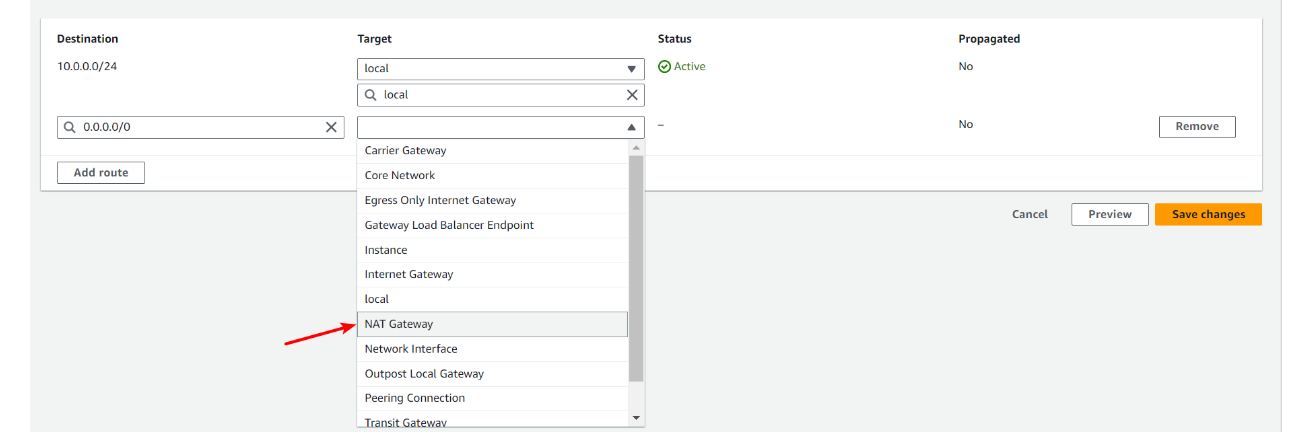 Destination Target Status Propagated
10.0.0.0/24 local Active No
local
0.0.0.0/0 – No Remove
Carrier Gateway
Add route
Core Network
Egress Only Internet Gateway
Cancel Preview Save changes
Gateway Load Balancer Endpoint
Instance
Internet Gateway
local
NAT Gateway
Network Interface
Outpost Local Gateway
Peering Connection
Transit Gateway